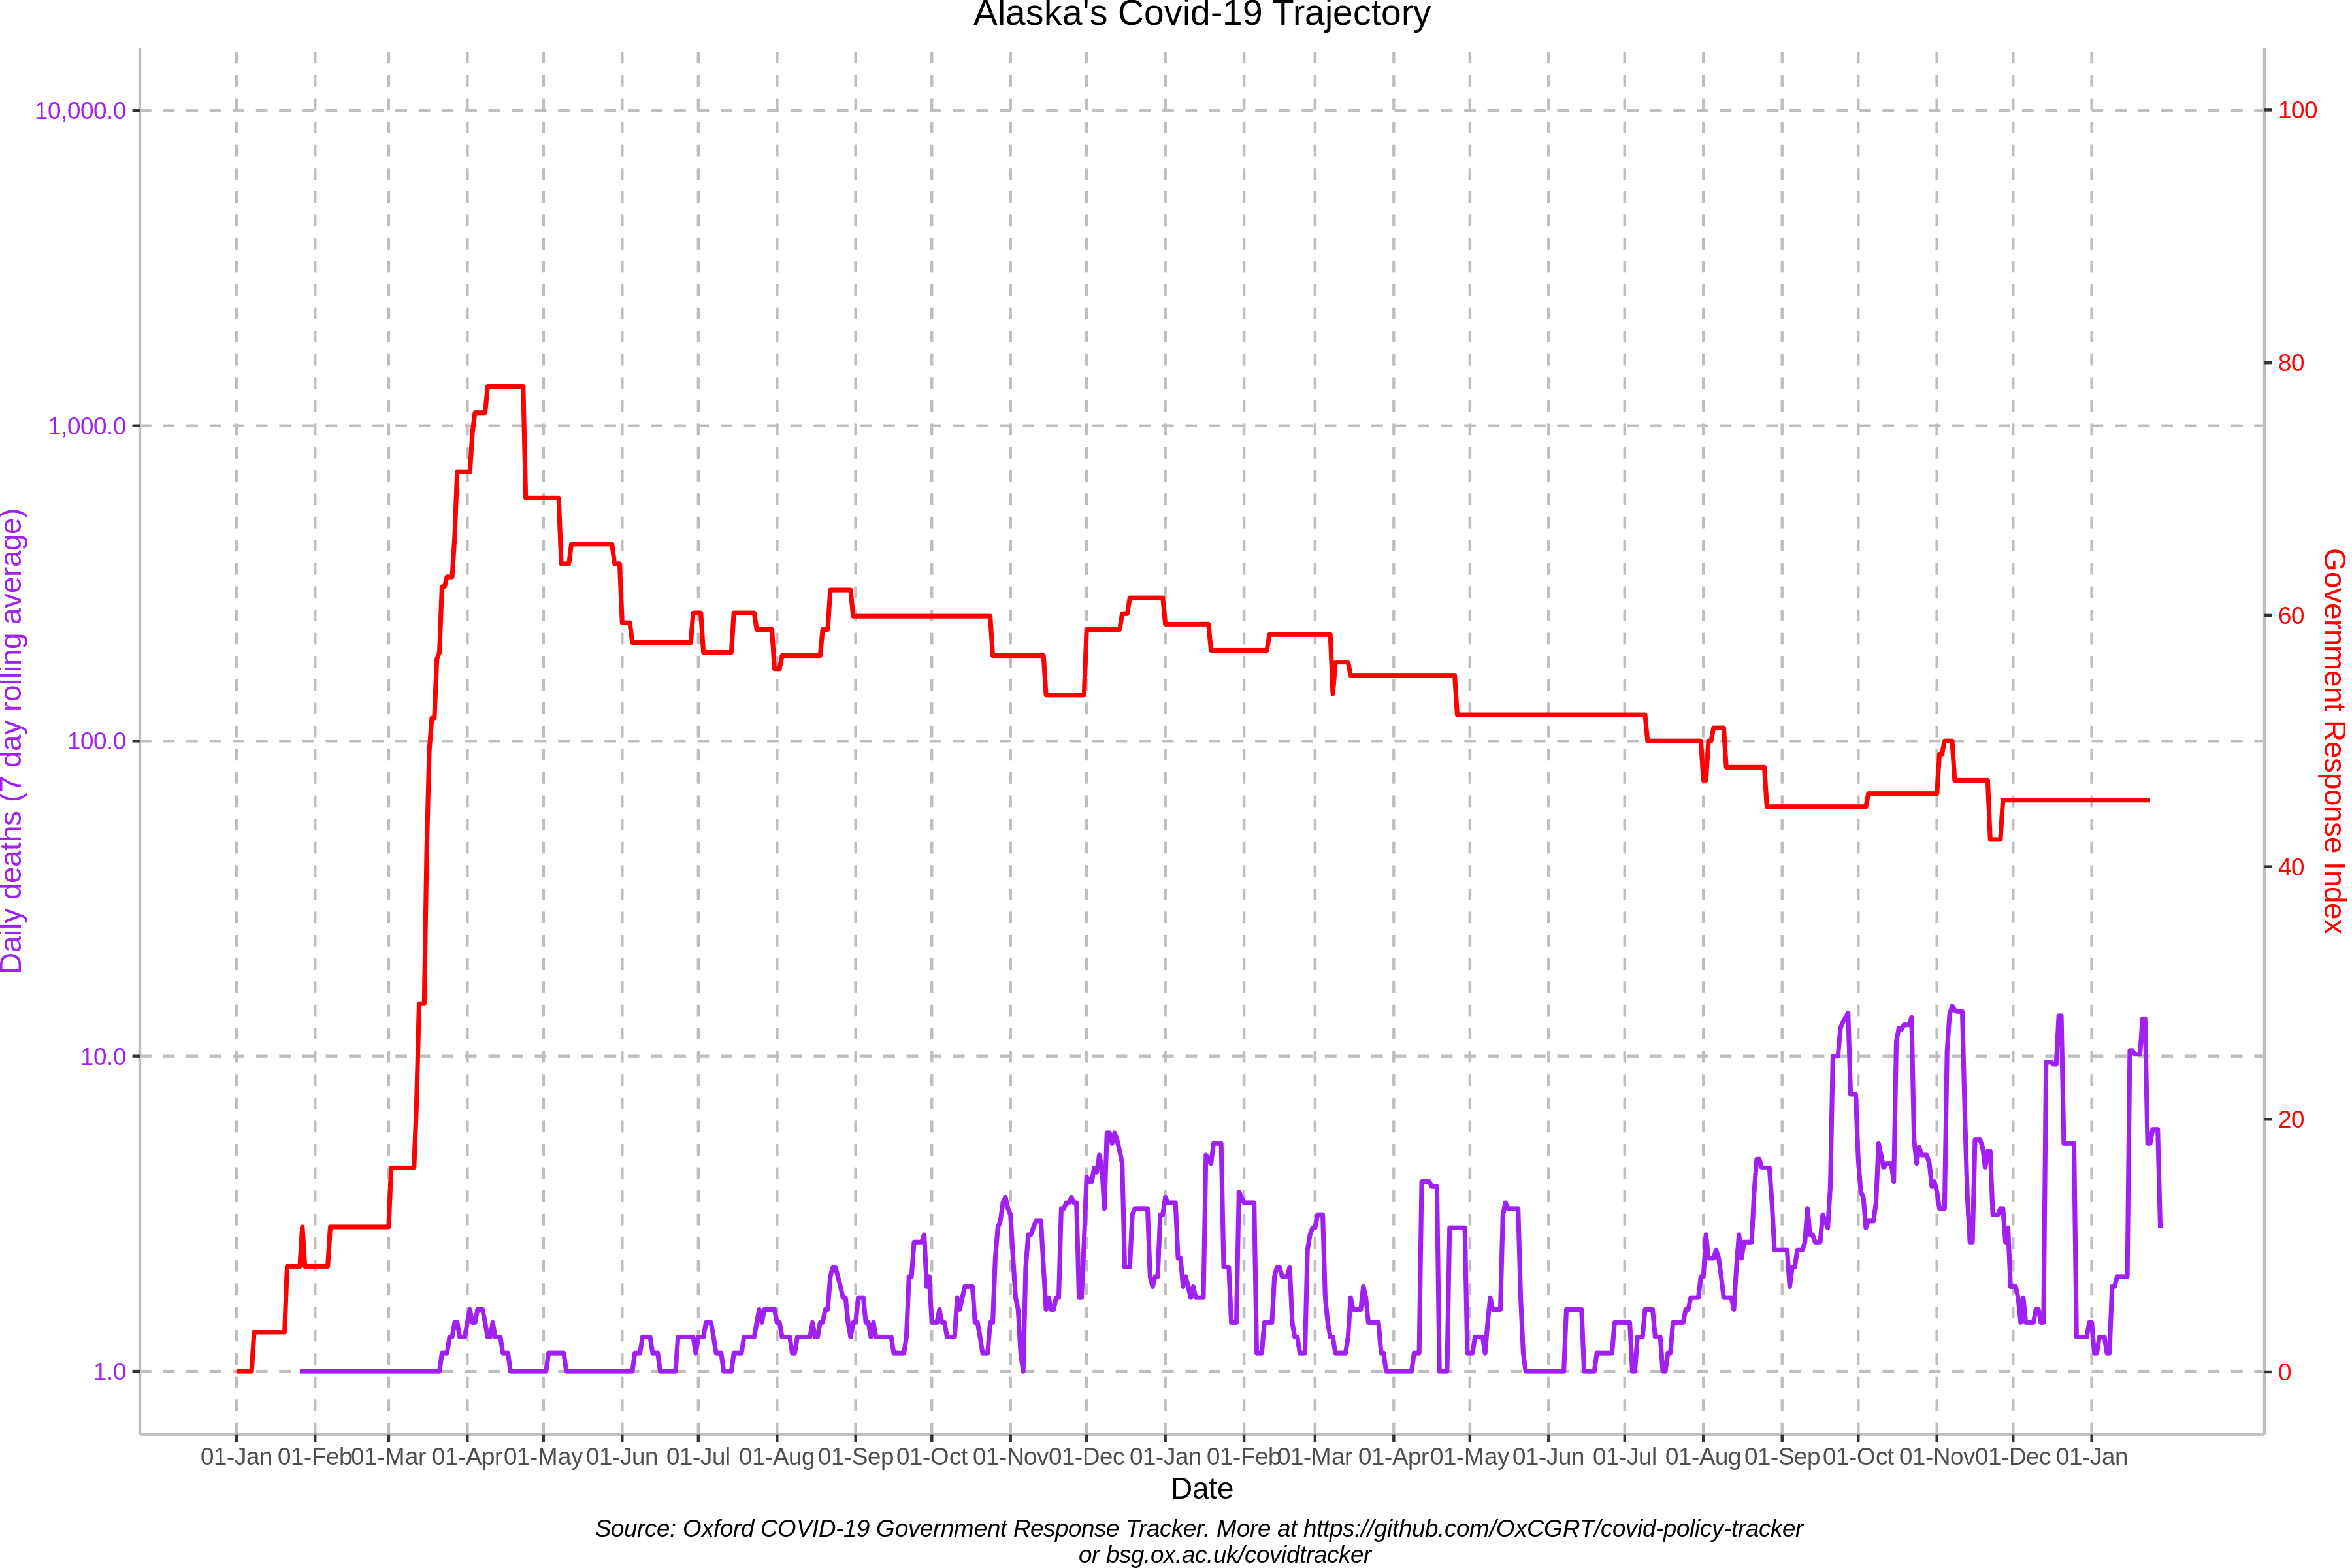 Alaska's Covid-19 Trajectory
10,000.0
1,000.0
100.0
10.0
1.0
Daily deaths (7 day rolling average)
100
80
60
40
20
0
Government Response Index
01-Jan 01-Feb 01-Mar 01-Apr 01-May 01-Jun 01-Jul 01-Aug 01-Sep 01-Oct 01-Nov 01-Dec 01-Jan 01-Feb 01-Mar 01-Apr 01-May 01-Jun 01-Jul 01-Aug 01-Sep 01-Oct 01-Nov 01-Dec 01-Jan
Date
Source: Oxford COVID-19 Government Response Tracker. More at https://github.com/OxCGRT/covid-policy-tracker
or bsg.ox.ac.uk/covidtracker